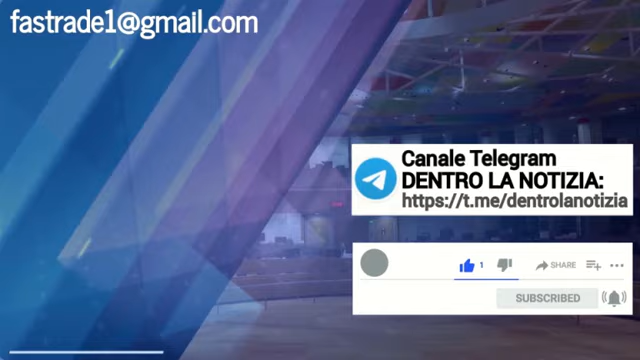 fastrade1@gmail.com
Canale Telegram
DENTRO LA NOTIZIA:
https://t.me/dentrolanotizia
1
SHARE
SUBSCRIBED